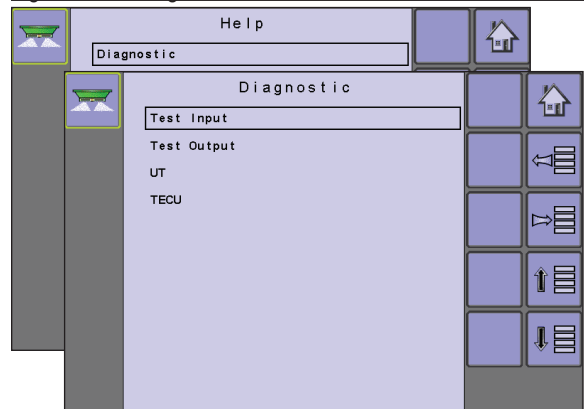 Help
Diagnostic
Diagnostic
Test Input
Test Output
UT
TECU